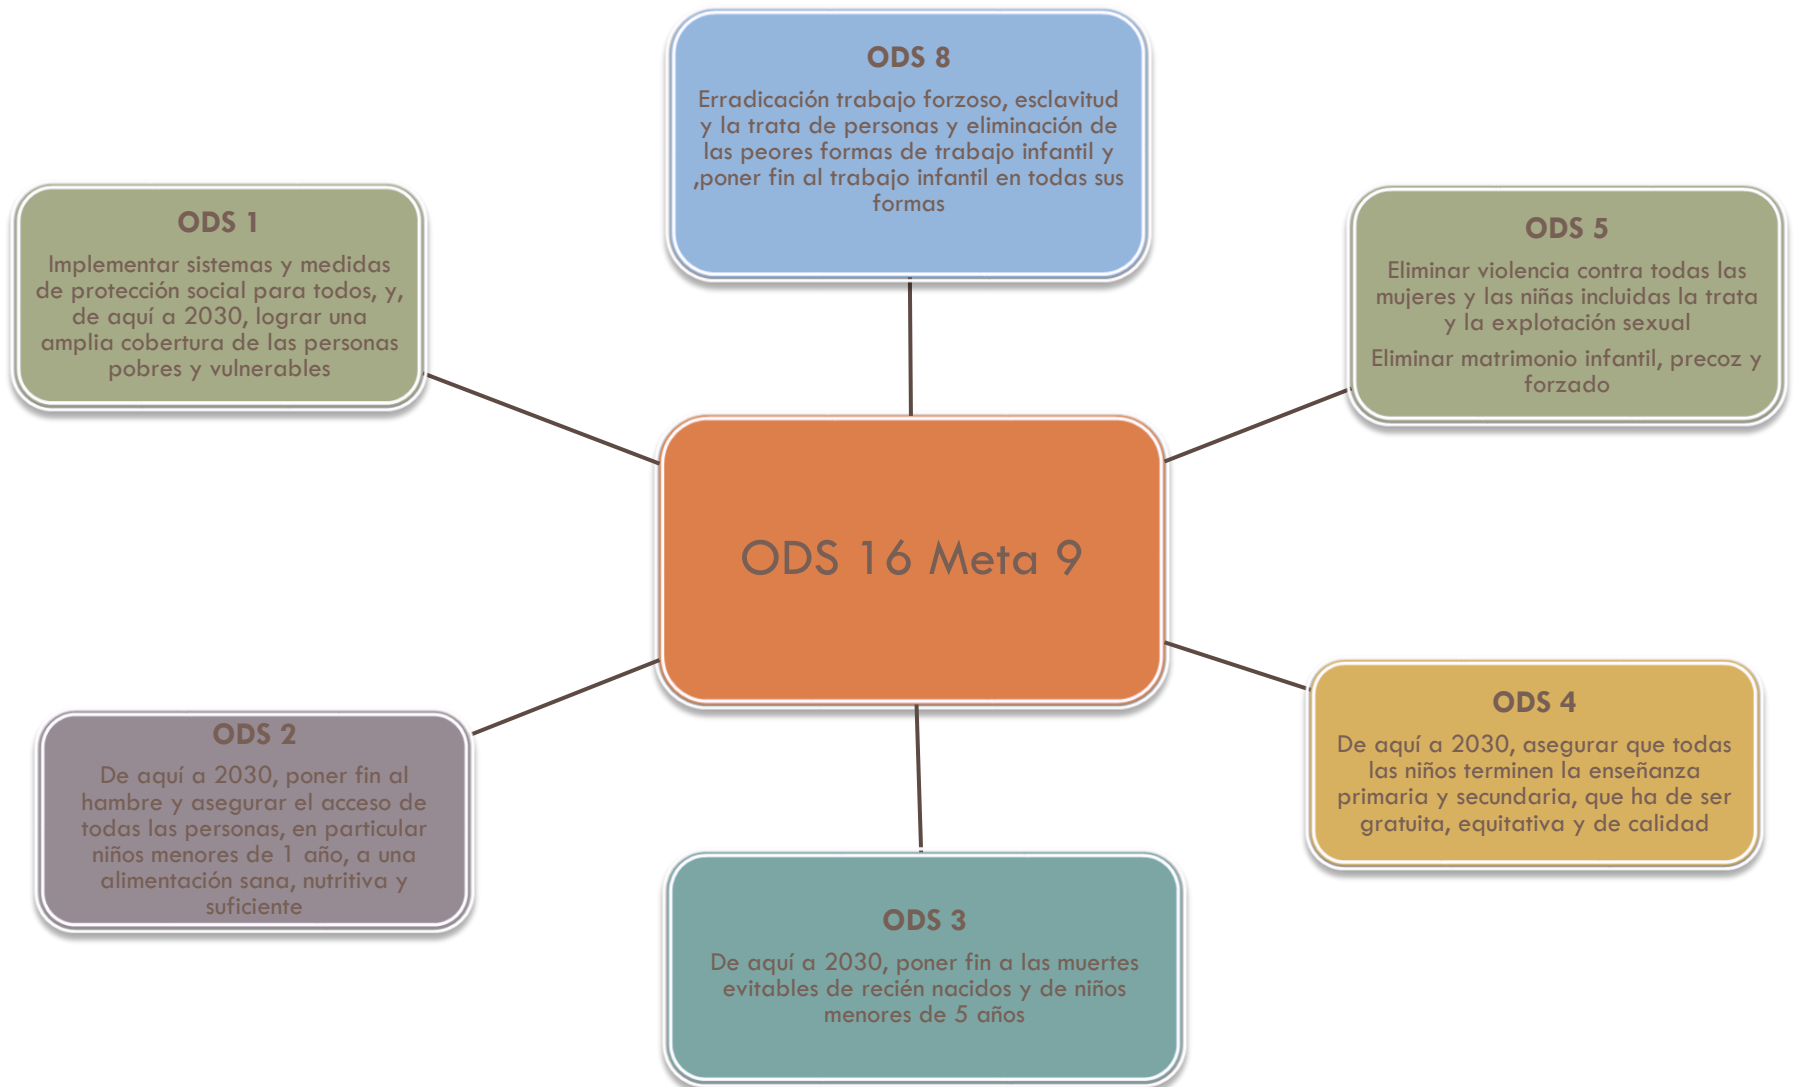 ODS 8
Erradicación trabajo forzoso, esclavitud
y la trata de personas y eliminación de
las peores formas de trabajo infantil y
,poner fin al trabajo infantil en todas sus
formas
ODS 1
Implementar sistemas y medidas
de protección social para todos, y,
de aquí a 2030, lograr una
amplia cobertura de las personas
pobres y vulnerables
ODS 5
Eliminar violencia contra todas las
mujeres y las niñas incluidas la trata
y la explotación sexual
Eliminar matrimonio infantil, precoz y
forzado
ODS 16 Meta 9
ODS 2
De aquí a 2030, poner fin al
hambre y asegurar el acceso de
todas las personas, en particular
niños menores de 1 año, a una
alimentación sana, nutritiva y
suficiente
ODS 4
De aquí a 2030, asegurar que todas
las niños terminen la enseñanza
primaria y secundaria, que ha de ser
gratuita, equitativa y de calidad
ODS 3
De aquí a 2030, poner fin a las muertes
evitables de recién nacidos y de niños
menores de 5 años